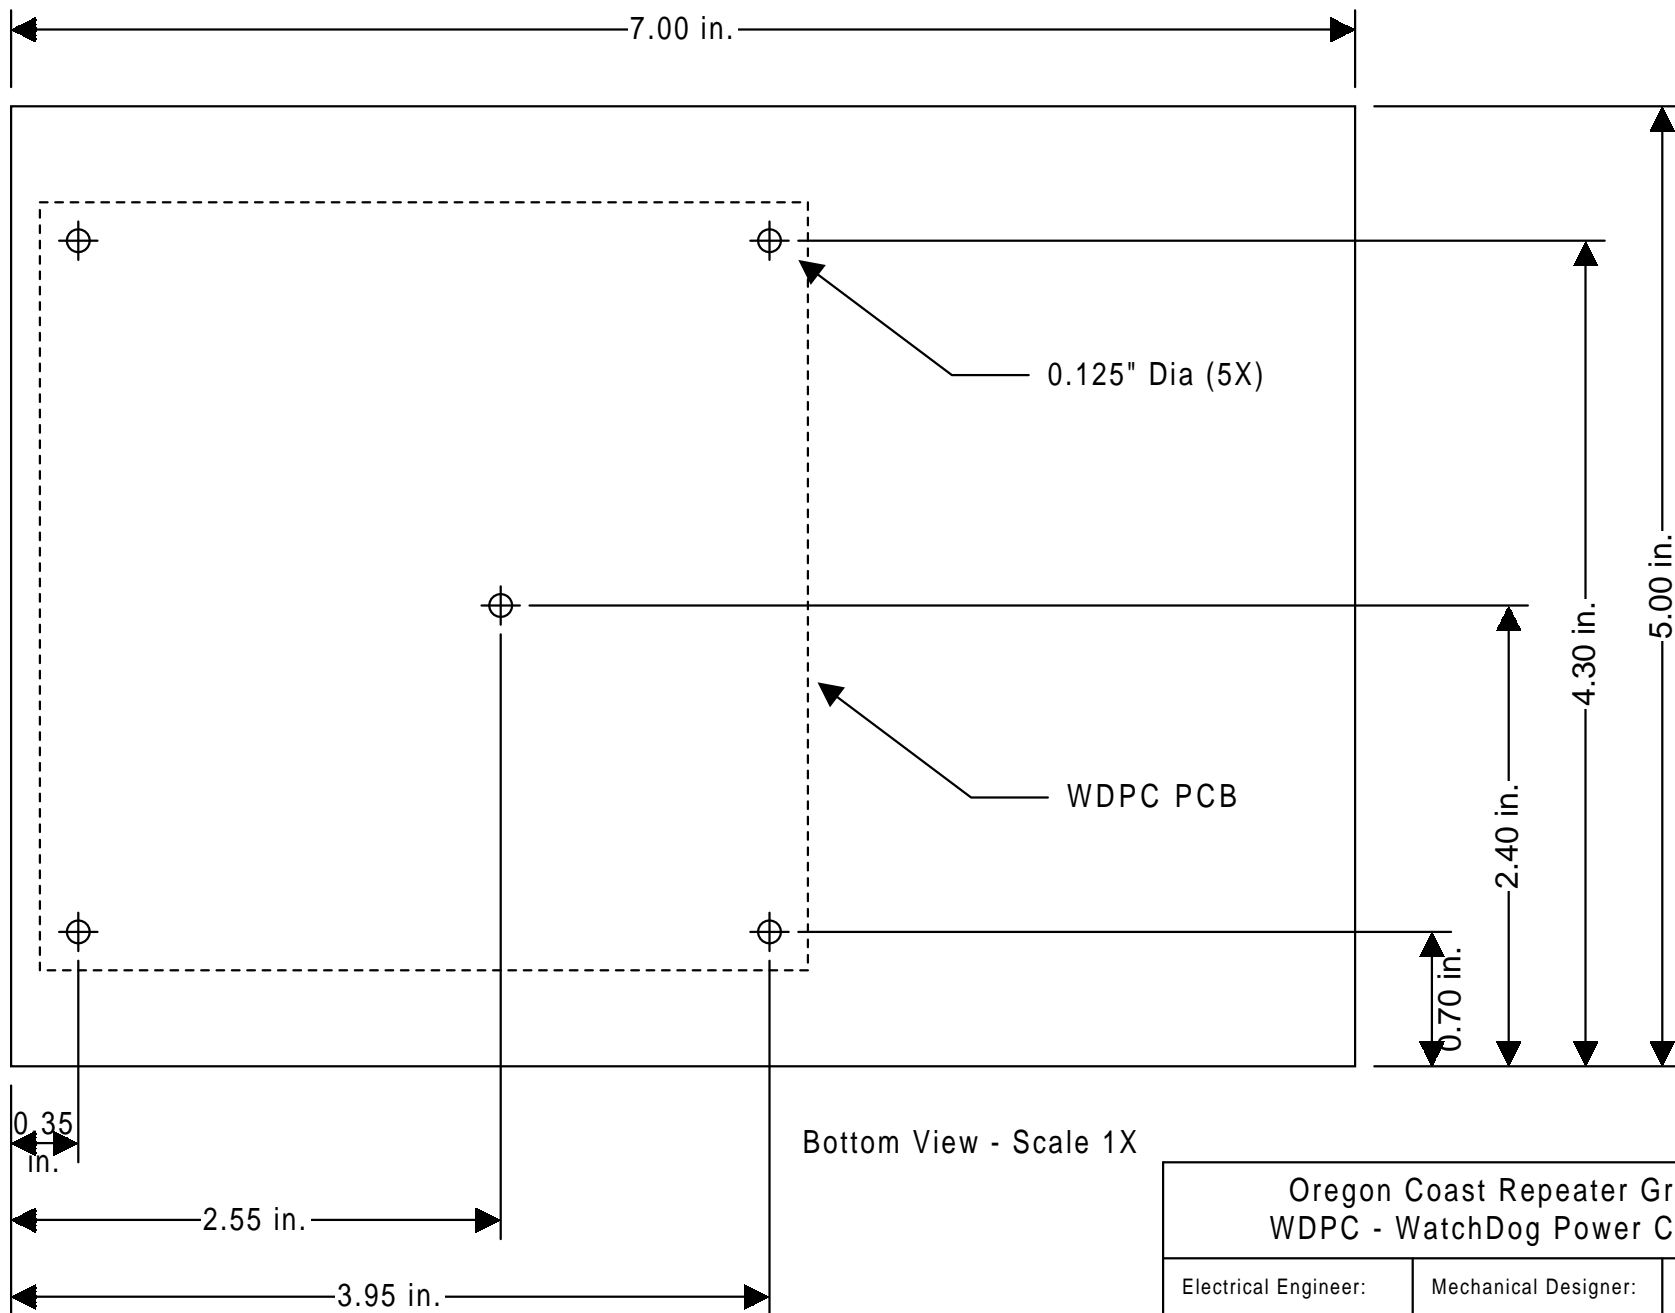 7.00 in.
0.125" Dia (5X)
5.00 in.
4.30 in.
WDPC PCB
2.40 in.
0.70 in.
0.35
in.
Bottom View - Scale 1X
2.55 in.
3.95 in.
Oregon Coast Repeater Gr
WDPC - WatchDog Power C
Electrical Engineer:
Mechanical Designer: